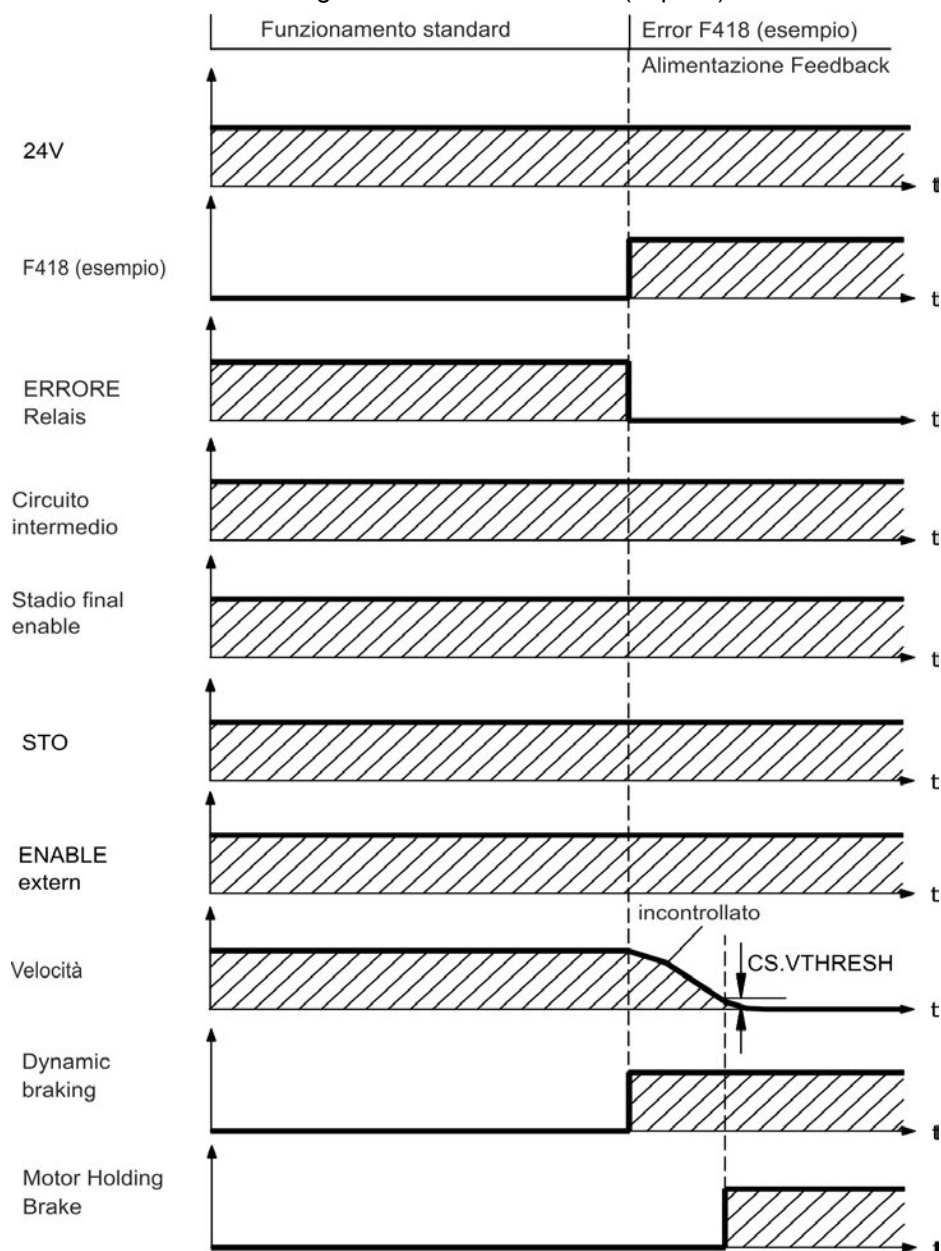 Funzionamento standard
Error F418 (esempio)
Alimentazione Feedback
24V
t
F418 (esempio)
t
ERRORE
Relais
t
Circuito
intermedio
t
Stadio final
enable
t
STO
t
ENABLE
extern
t
incontrollato
Velocità
CS.VTHRESH
t
Dynamic
braking
t
Motor Holding
Brake
t